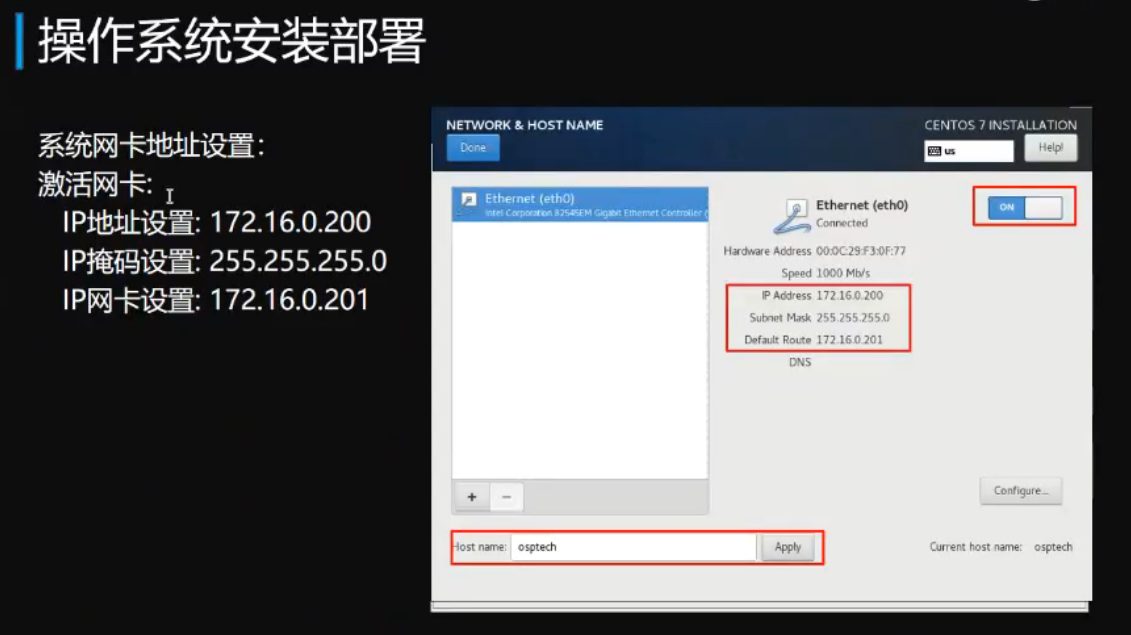 操作系统安装部署
系统网卡地址设置:
激活网卡:
IP地址设置: 172.16.0.200
IP掩码设置: 255.255.255.0
IP网卡设置: 172.16.0.201
NETWORK & HOST NAME
Done
CENTOS 7 INSTALLATION
us
Help!
Ethernet (eth0)
Intel Corporation 82545EM Gigabit Ethernet Controller (
Ethernet (eth0)
Connected
ON
Hardware Address 00:0C:29:F3:0F:77
Speed 1000 Mb/s
IP Address 172.16.0.200
Subnet Mask 255.255.255.0
Default Route 172.16.0.201
DNS
+
−
Configure...
Host name: osptech
Apply
Current host name: osptech